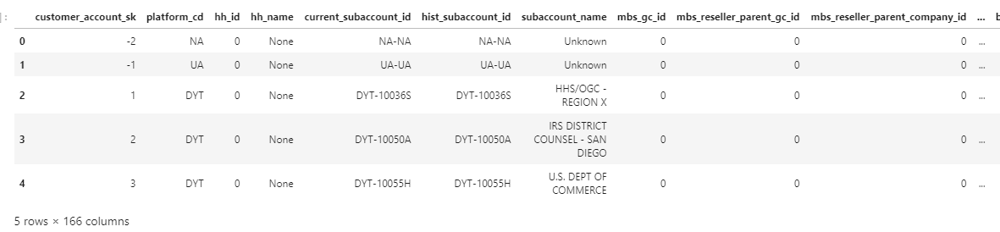 ]: customer_account_sk platform_cd hh_id hh_name current_subaccount_id hist_subaccount_id subaccount_name mbs_gc_id mbs_reseller_parent_gc_id mbs_reseller_parent_company_id ... b
0 -2 NA 0 None NA-NA NA-NA Unknown 0 0 0 ...
1 -1 UA 0 None UA-UA UA-UA Unknown 0 0 0 ...
HHS/OGC -
2 1 DYT 0 None DYT-10036S DYT-10036S 0 0 0 ...
REGION X
IRS DISTRICT
3 2 DYT 0 None DYT-10050A DYT-10050A COUNSEL - SAN 0 0 0 ...
DIEGO
U.S. DEPT OF
4 3 DYT 0 None DYT-10055H DYT-10055H 0 0 0 ...
COMMERCE
5 rows × 166 columns